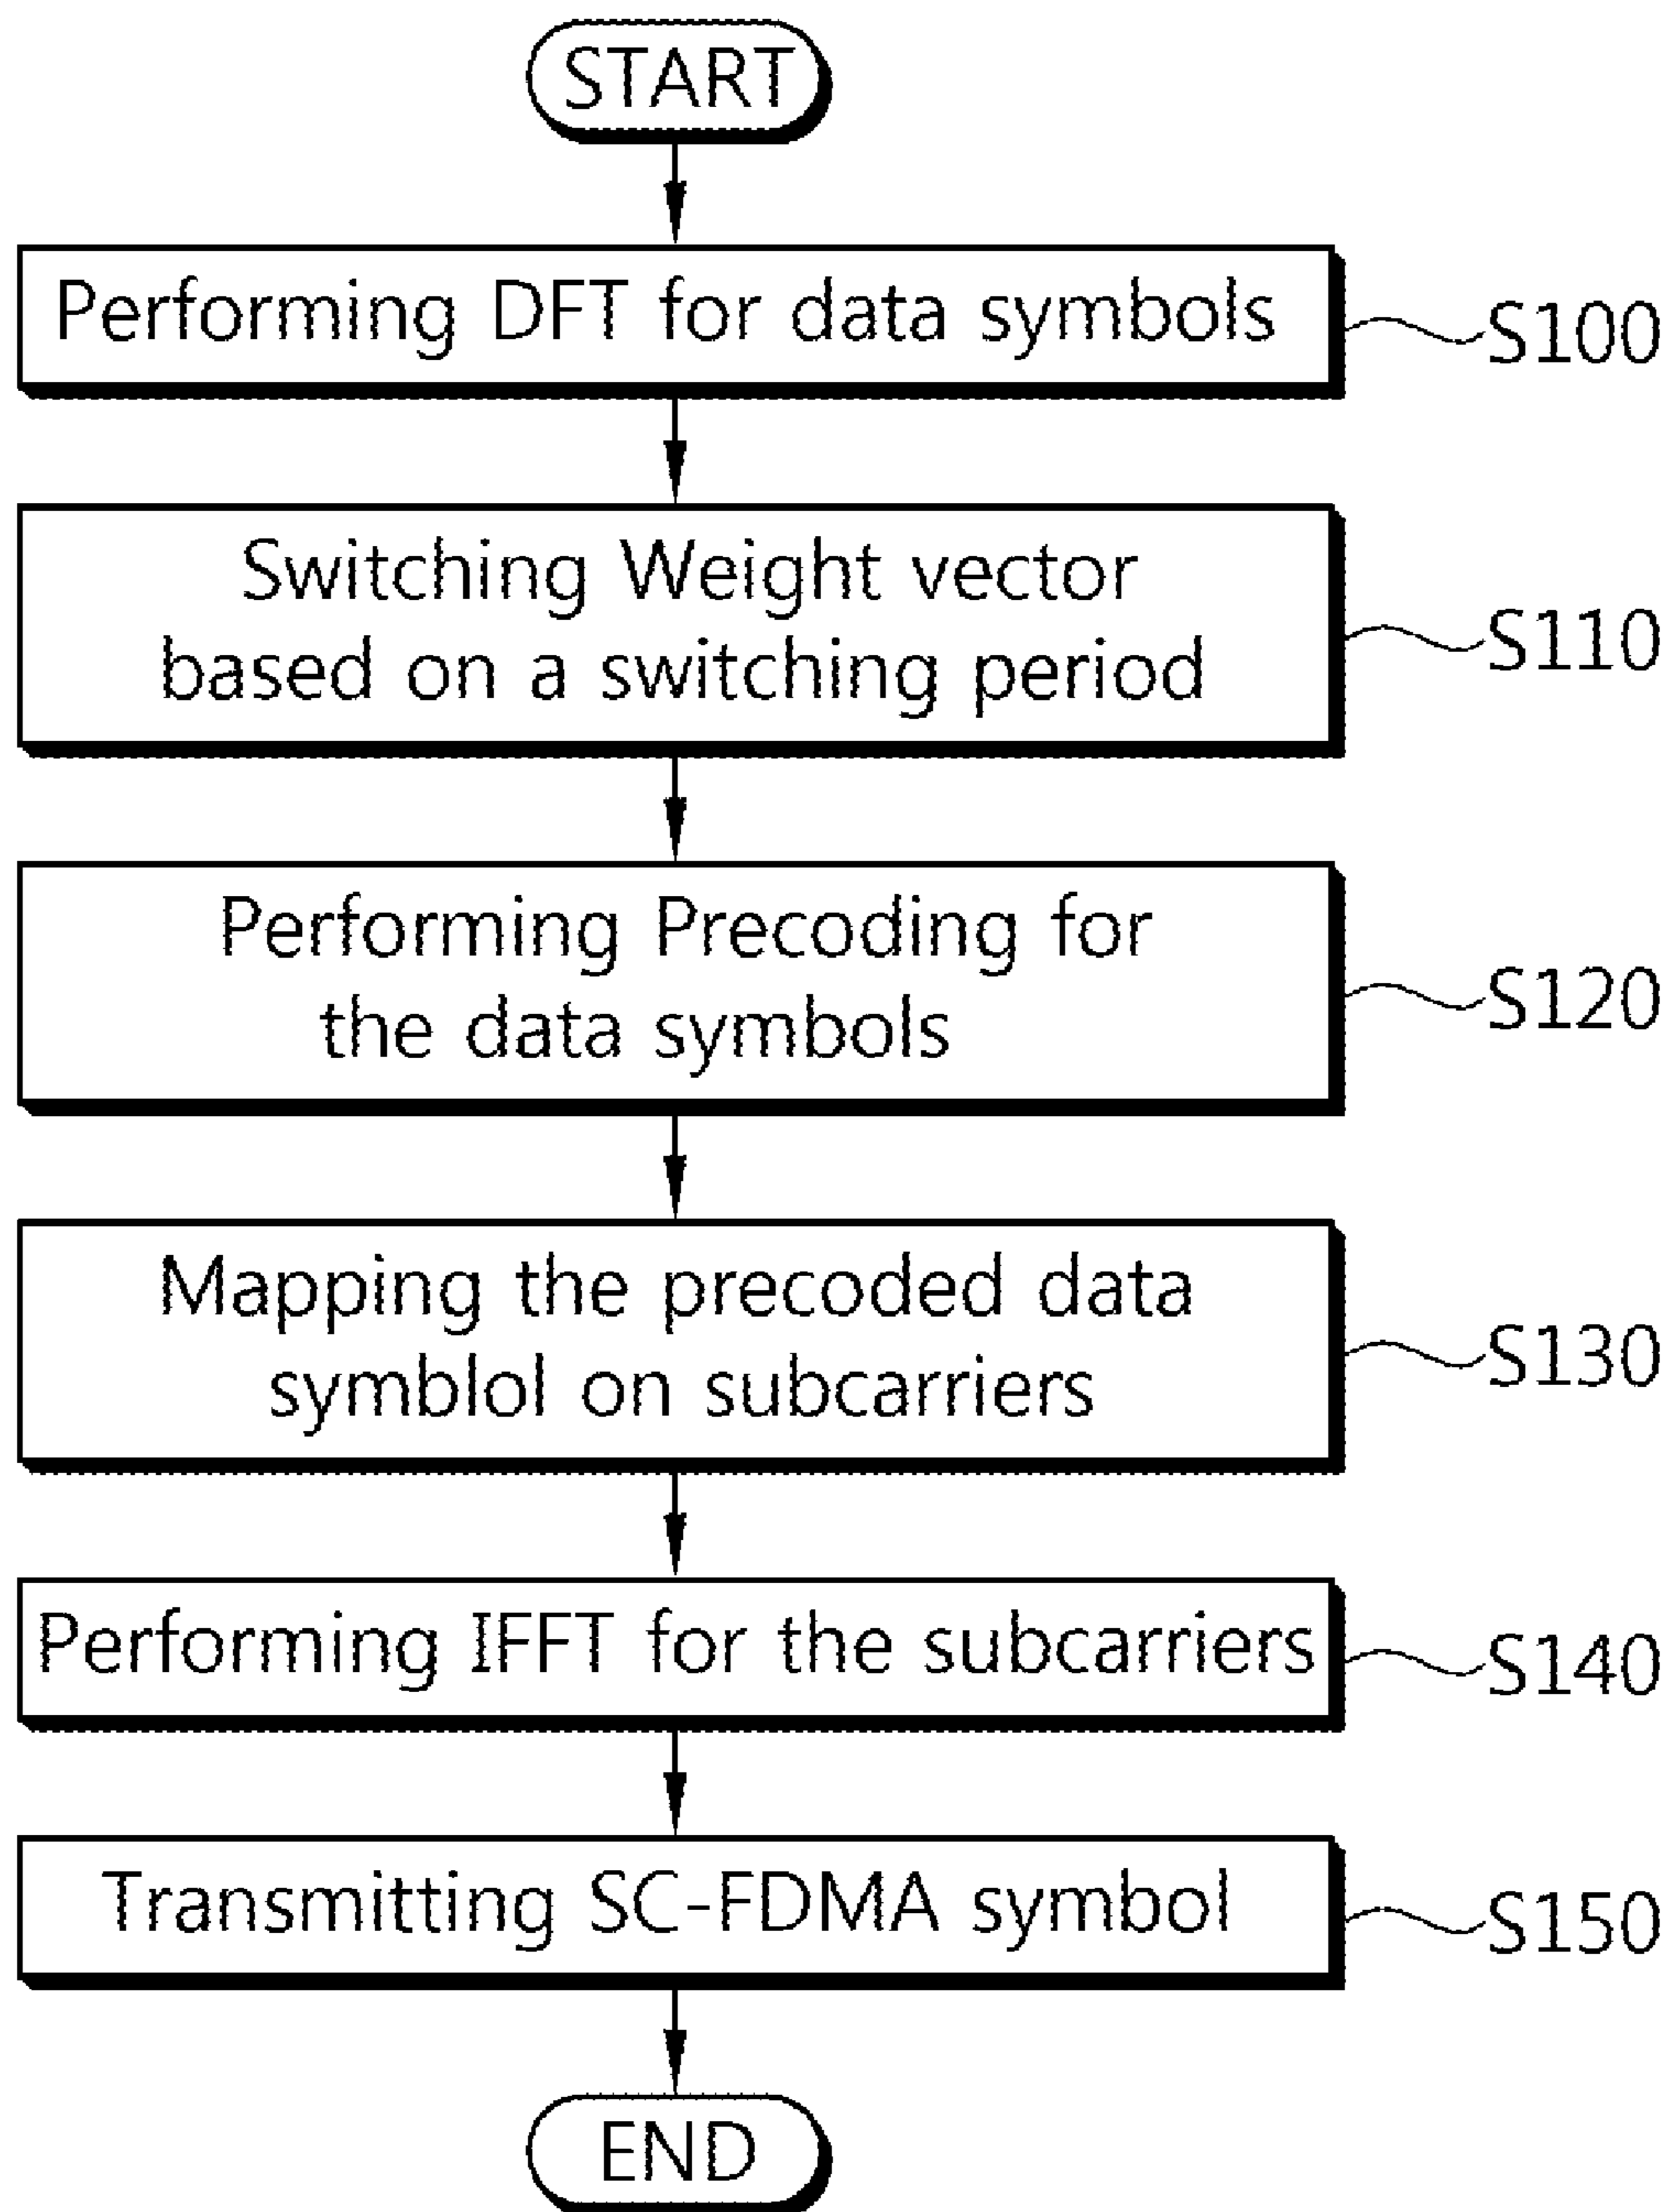 START
Performing DFT for data symbols
S100
Switching Weight vector
based on a switching period
S110
Performing Precoding for
the data symbols
S120
Mapping the precoded data
symblol on subcarriers
S130
Performing IFFT for the subcarriers
S140
Transmitting SC-FDMA symbol
S150
END